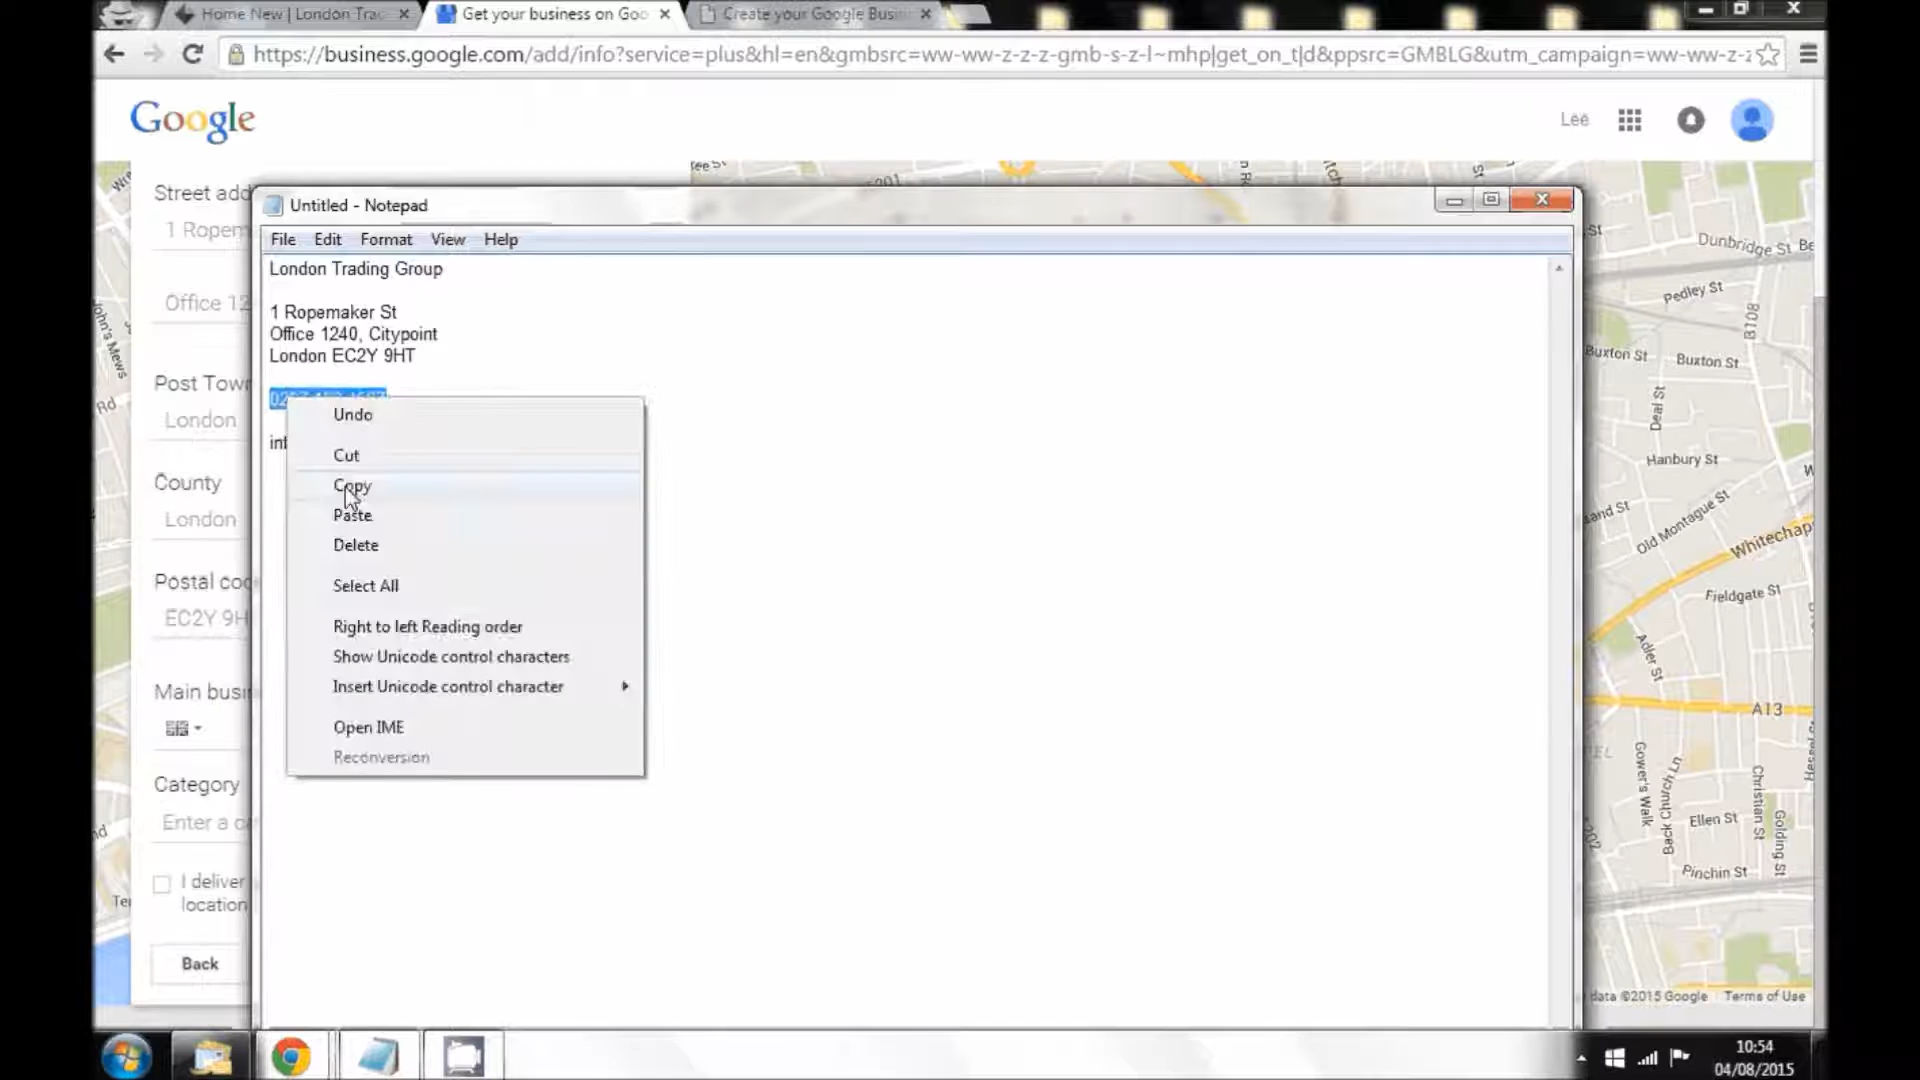 Home New | London Trac
Get your business on Goo
Create your Google Busin
https://business.google.com/add/info?service=plus&hl=en&gmbsrc=ww-ww-z-z-z-gmb-s-z-l~mhp|get_on_t|d&ppsrc=GMBLG&utm_campaign=ww-ww-z-z
Google
Lee
Street add
1 Ropem
Office 12
Post Town
London
County
London
Postal cod
EC2Y 9H
Main busi
Category
Enter a ca
I deliver
location
Back
Untitled - Notepad
File Edit Format View Help
London Trading Group
1 Ropemaker St
Office 1240, Citypoint
London EC2Y 9HT
Undo
Cut
Copy
Paste
Delete
Select All
Right to left Reading order
Show Unicode control characters
Insert Unicode control character
Open IME
Reconversion
John's Mews
Rd
Dunbridge St
Pedley St
B108
Buxton St
Buxton St
Deal St
Hanbury St
Old Montague St
Whitechap
Fieldgate St
Adler St
A13
Gower's Walk
Back Church Ln
Christian St
Ellen St
Golding St
Pinchin St
data ©2015 Google Terms of Use
10:54
04/08/2015